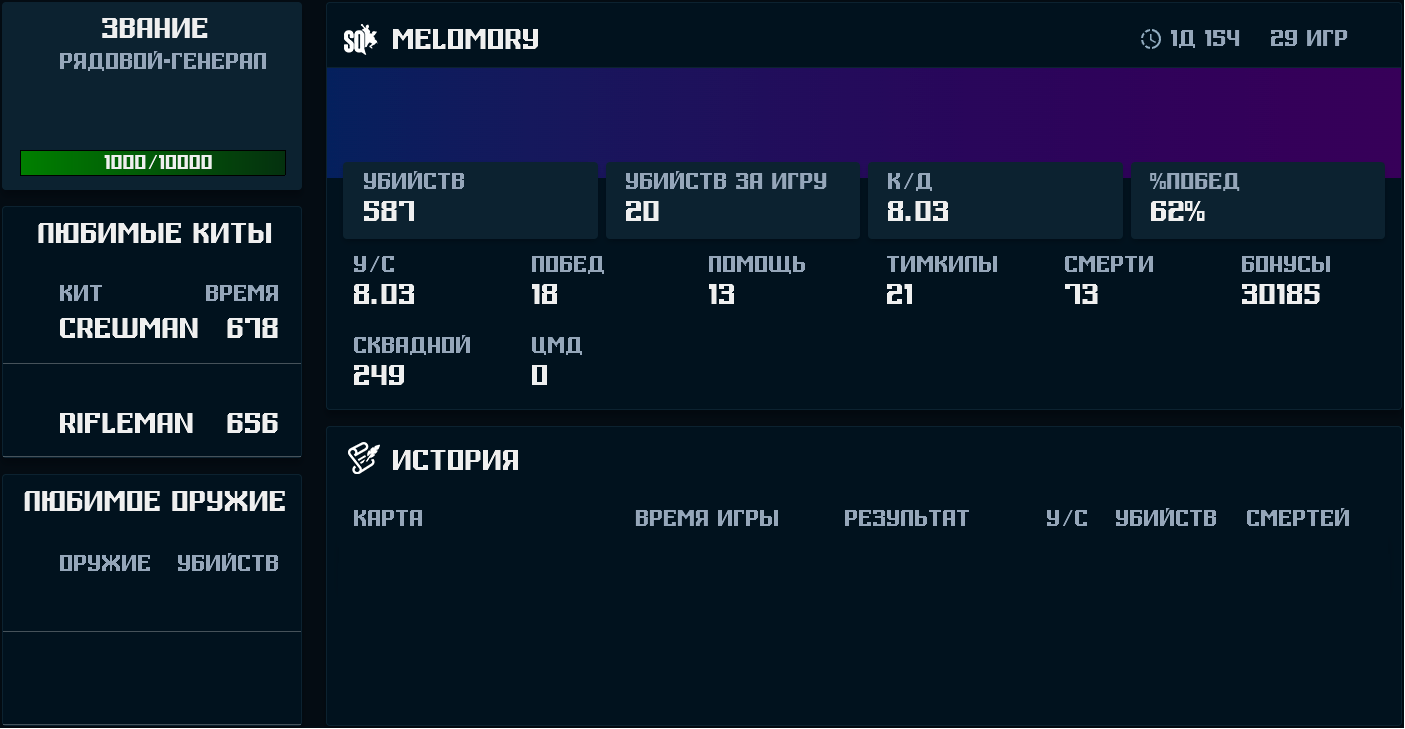 ЗВАНИЕ
РЯДОВОЙ-ГЕНЕРАЛ
1000/10000
ЛЮБИМЫЕ КИТЫ
КИТ ВРЕМЯ
CREWMAN 678
RIFLEMAN 656
ЛЮБИМОЕ ОРУЖИЕ
ОРУЖИЕ УБИЙСТВ
SQ MELOMORY 1Д 15Ч 29 ИГР
УБИЙСТВ УБИЙСТВ ЗА ИГРУ К/Д %ПОБЕД
587 20 8.03 62%
У/С ПОБЕД ПОМОЩЬ ТИМКИЛЫ СМЕРТИ БОНУСЫ
8.03 18 13 21 73 30185
СКВАДНОЙ ЦМД
249 0
ИСТОРИЯ
КАРТА ВРЕМЯ ИГРЫ РЕЗУЛЬТАТ У/С УБИЙСТВ СМЕРТЕЙ